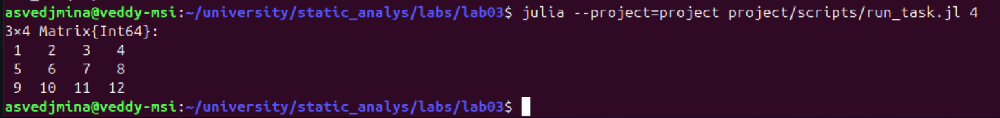 asvedjmina@veddy-msi:~/university/static_analys/labs/lab03$ julia --project=project project/scripts/run_task.jl 4
3×4 Matrix{Int64}:
 1   2   3   4
 5   6   7   8
 9  10  11  12
asvedjmina@veddy-msi:~/university/static_analys/labs/lab03$